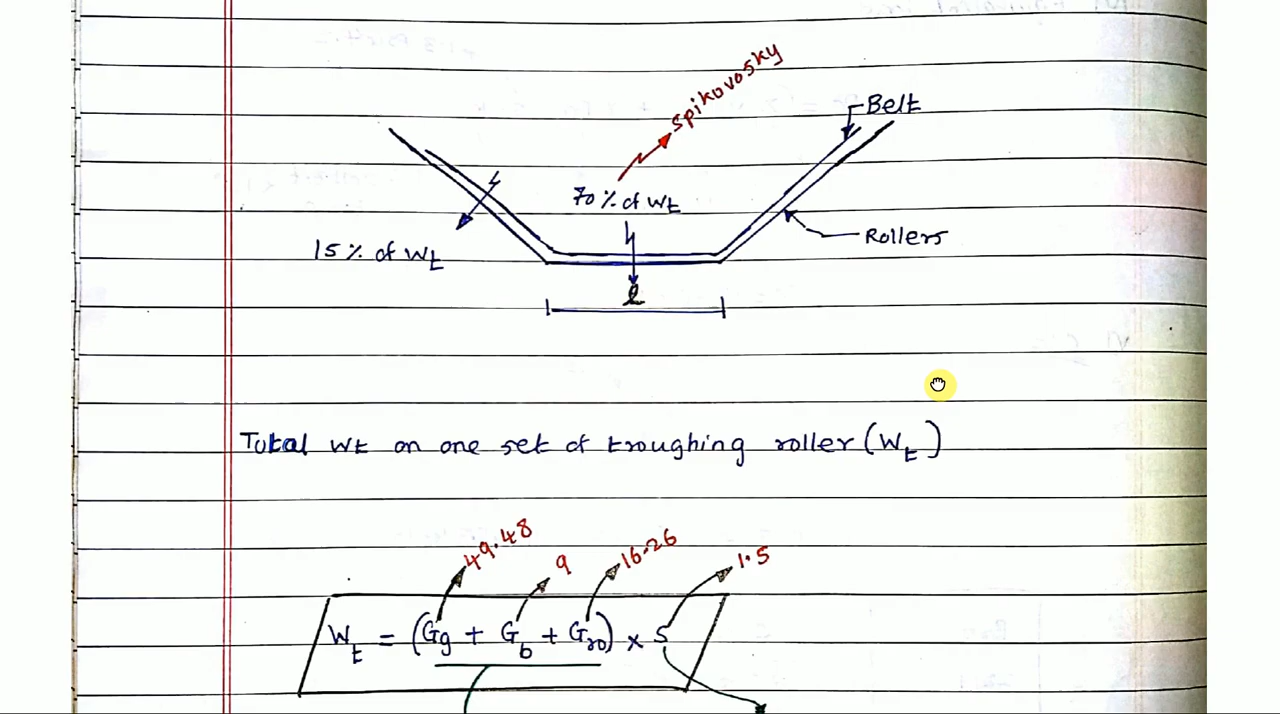 Spikovosky
Belt
70% of Wt
Rollers
15% of Wt
l
Total wt on one set of troughing roller (Wt)
49.48 9 16.26 1.5
Wt = (Gg + Gb + Gro) × S